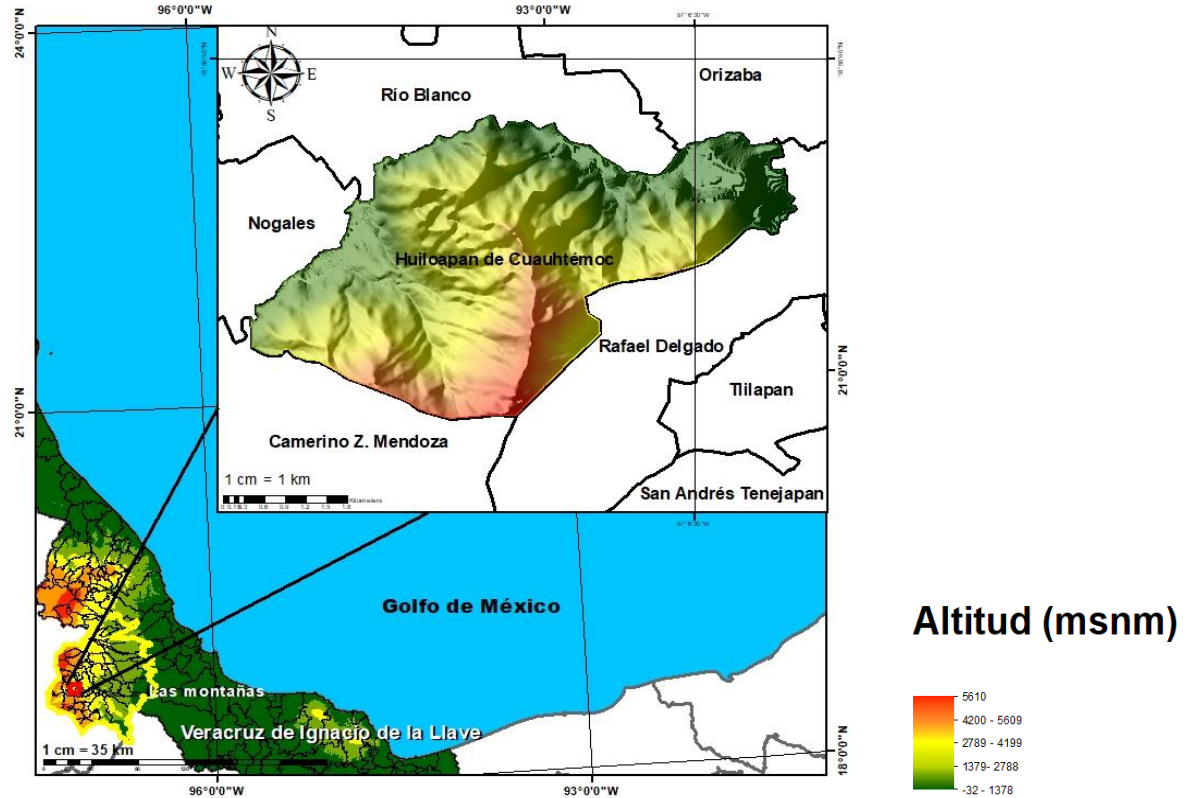 96°0'0"W
93°0'0"W
24°0'0"N
N
W
E
S
Orizaba
Río Blanco
Nogales
Huiloapan de Cuauhtémoc
Rafael Delgado
21°0'0"N
21°0'0"N
Tlilapan
Camerino Z. Mendoza
1 cm = 1 km
Kilometers
San Andrés Tenejapan
Golfo de México
Altitud (msnm)
Las montañas
5610
4200 - 5609
2789 - 4199
1379- 2788
-32 - 1378
Veracruz de Ignacio de la Llave
1 cm = 35 km
18°0'0"N
96°0'0"W
93°0'0"W